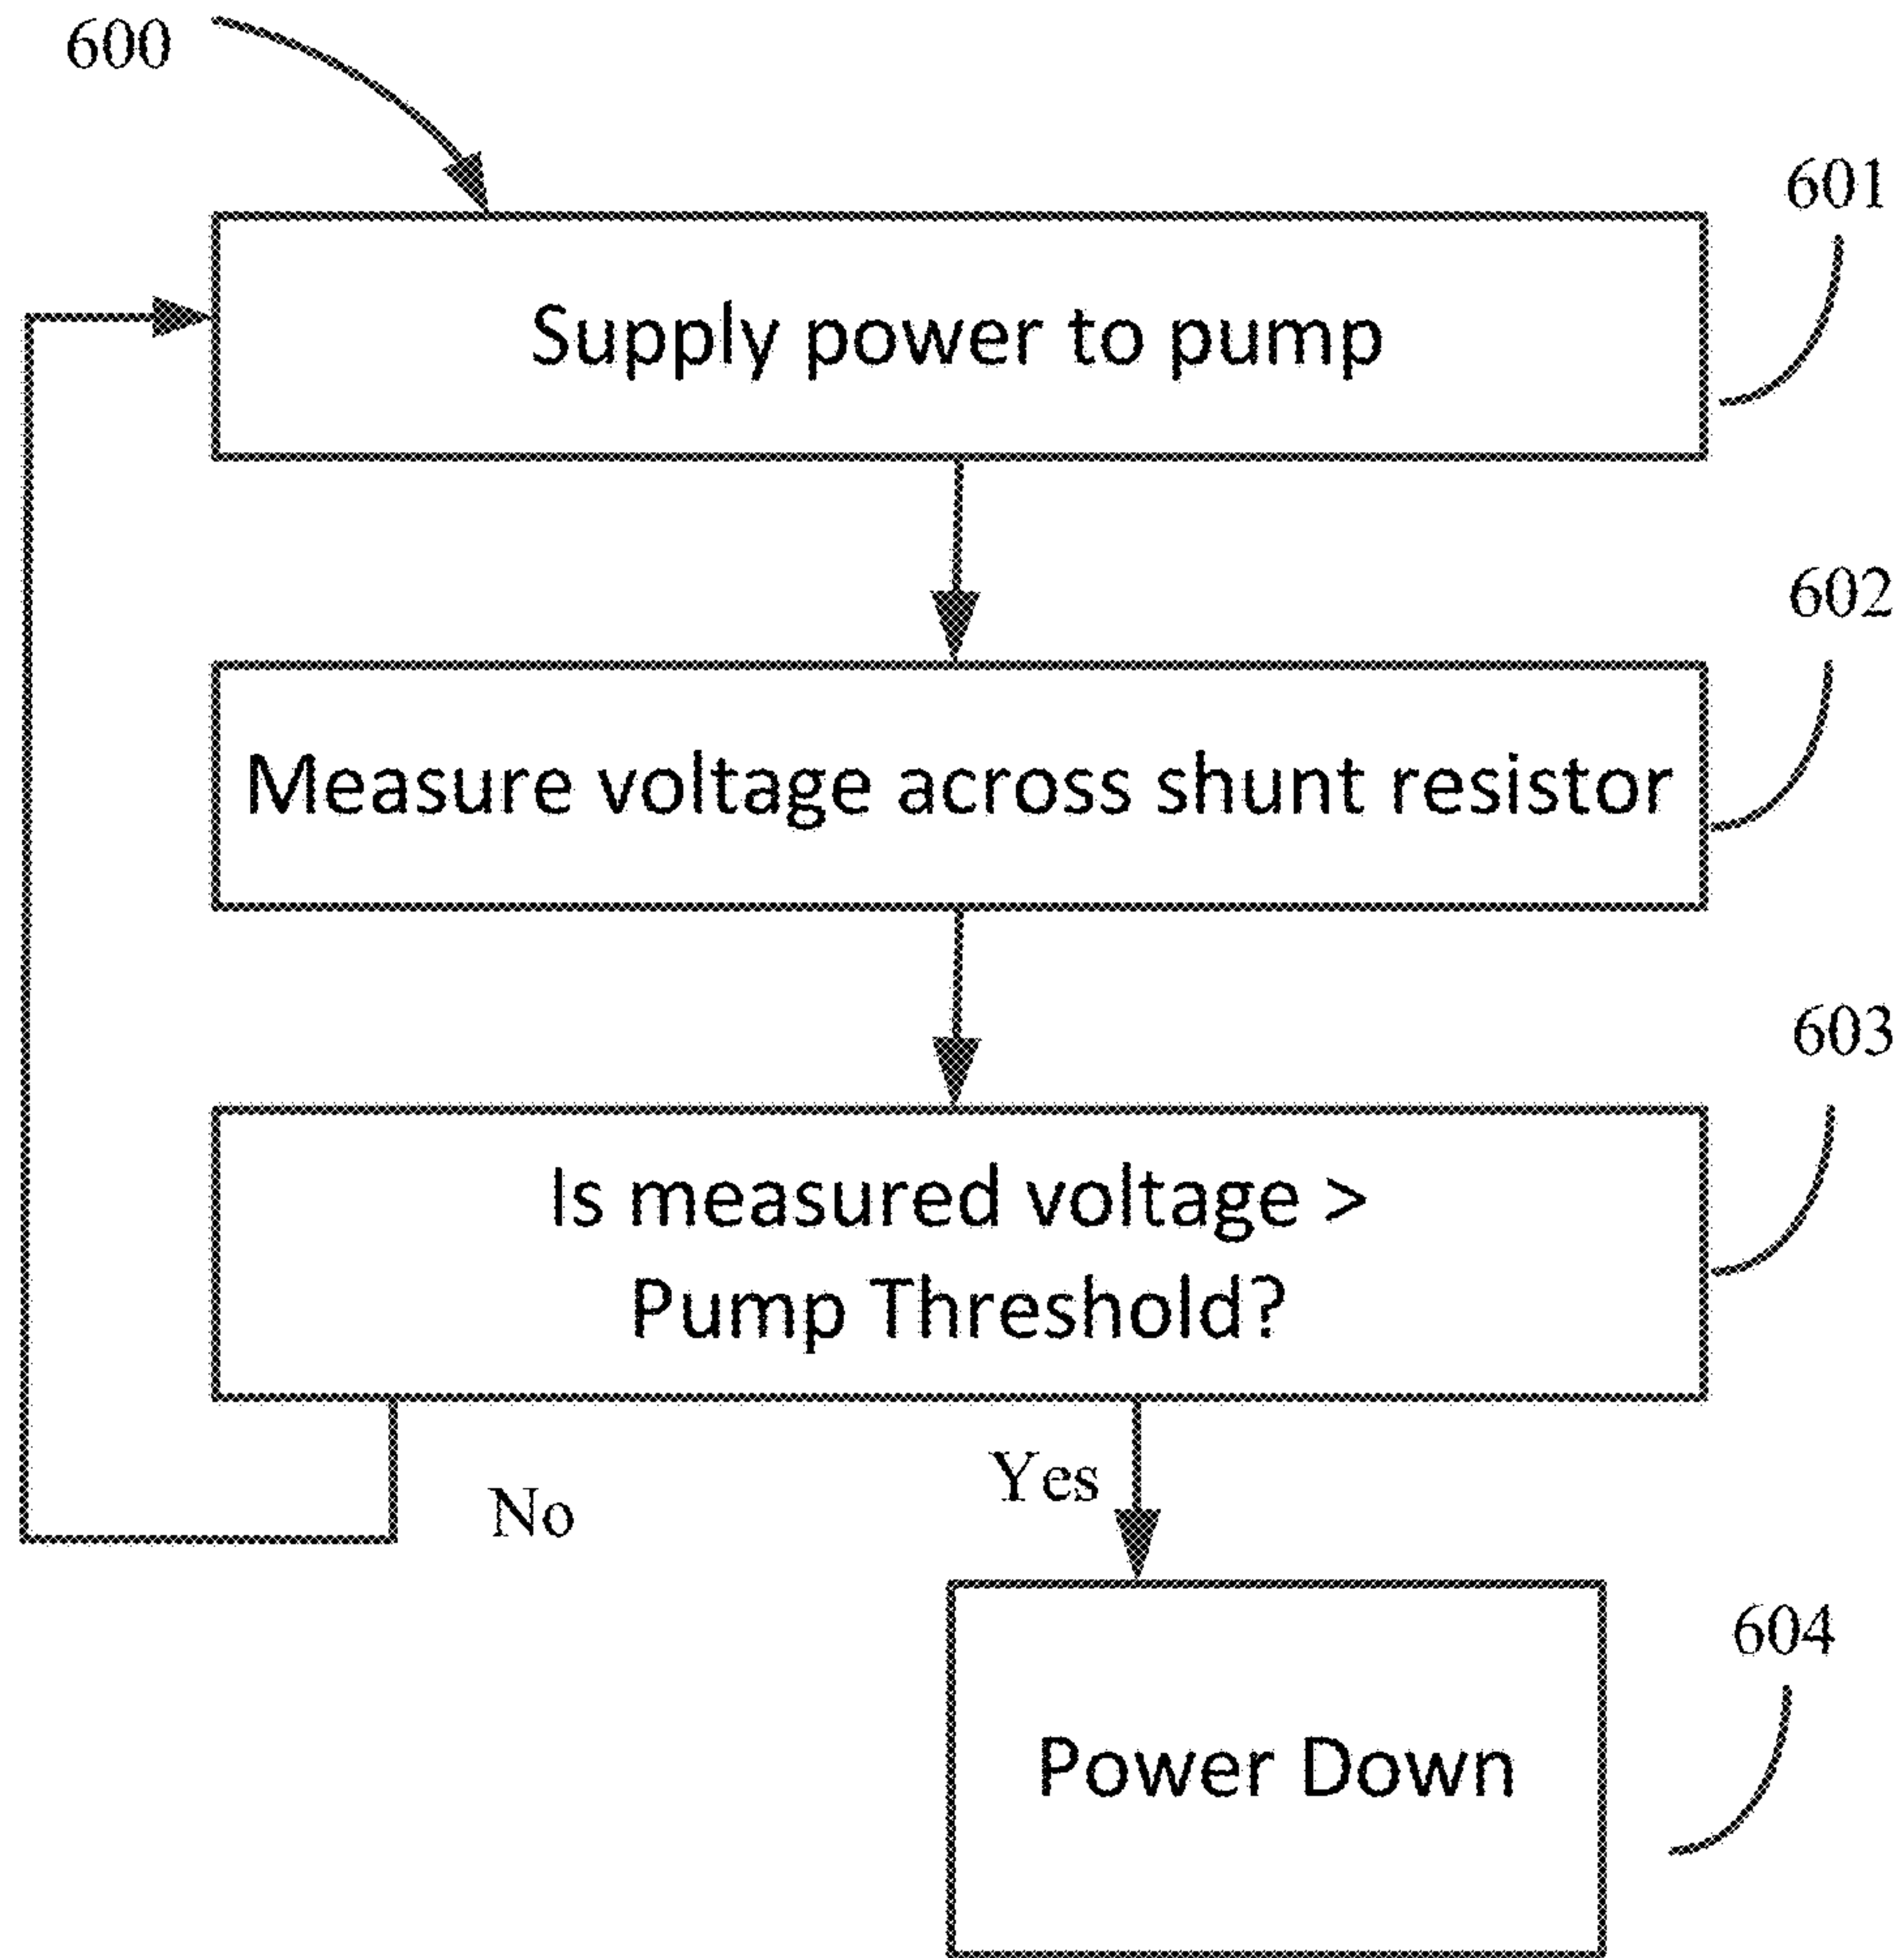 600
601
Supply power to pump
602
Measure voltage across shunt resistor
603
Is measured voltage >
Pump Threshold?
No
Yes
604
Power Down